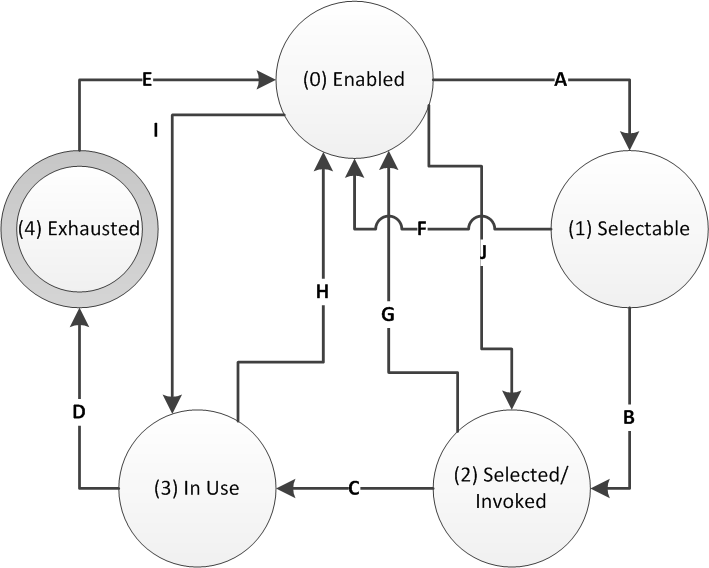 (0) Enabled
E
A
I
(4) Exhausted
F
(1) Selectable
J
H
G
D
B
(3) In Use
C
(2) Selected/
Invoked